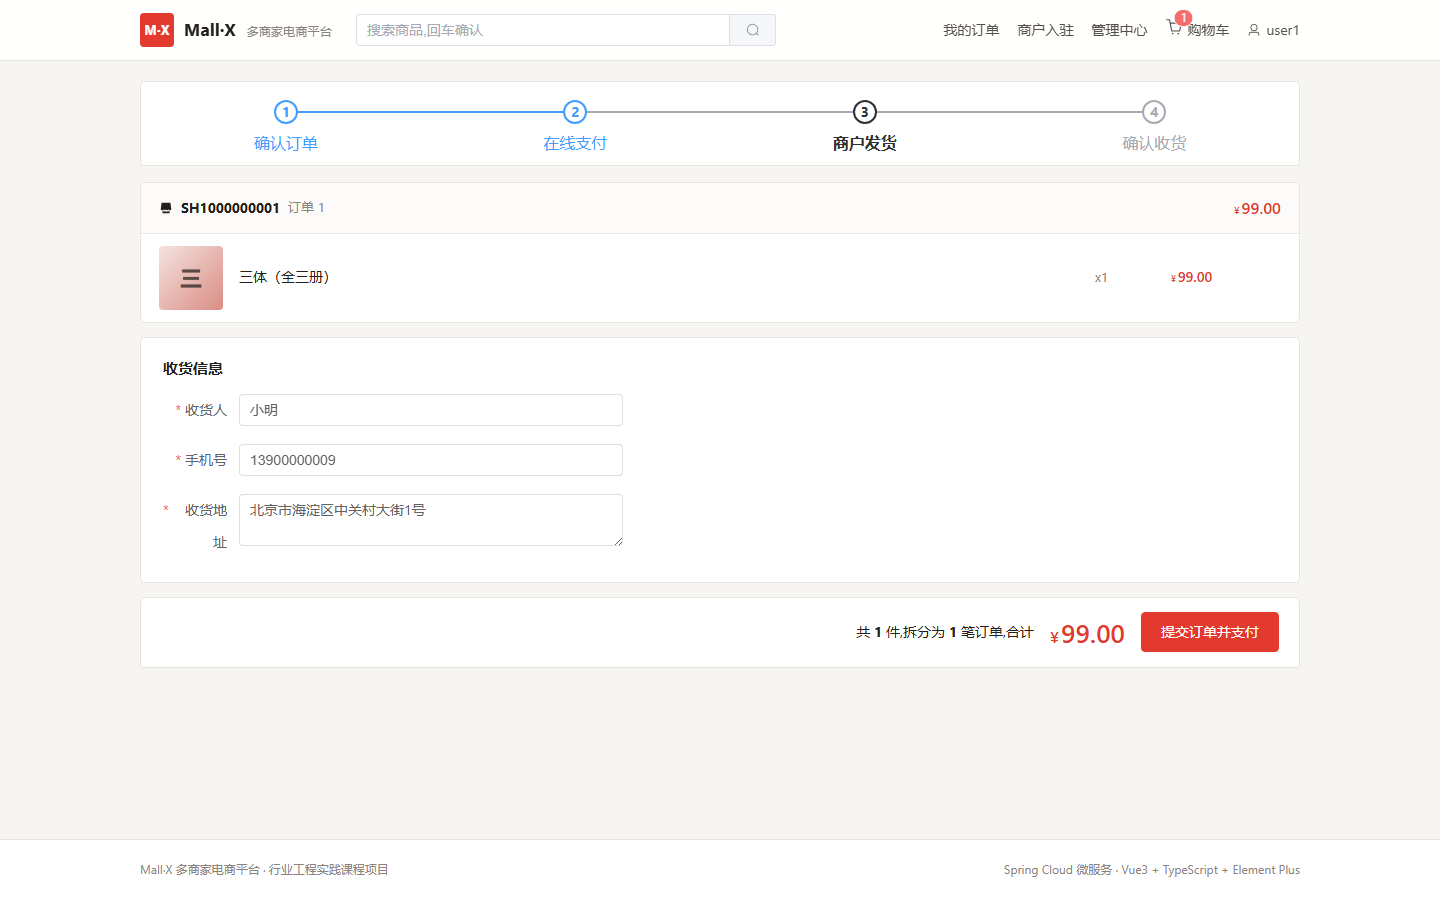 M·X Mall·X 多商家电商平台 搜索商品,回车确认 我的订单 商户入驻 管理中心 1 购物车 user1
1 2 3 4
确认订单 在线支付 商户发货 确认收货
SH1000000001 订单 1 ¥99.00
三 三体（全三册） x1 ¥99.00
收货信息
* 收货人 小明
* 手机号 13900000009
* 收货地址 北京市海淀区中关村大街1号
共 1 件,拆分为 1 笔订单,合计 ¥99.00 提交订单并支付
Mall·X 多商家电商平台 · 行业工程实践课程项目 Spring Cloud 微服务 · Vue3 + TypeScript + Element Plus